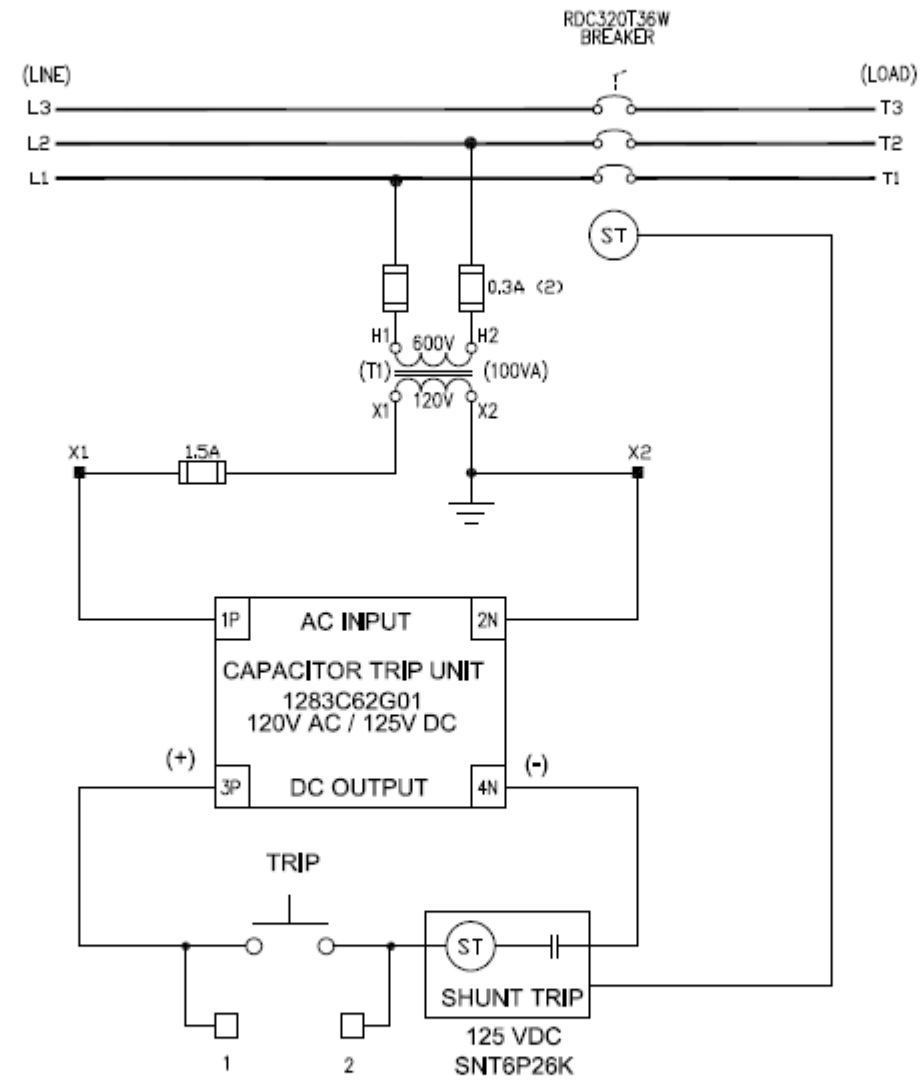 RDC320T36W
BREAKER
(LINE)
(LOAD)
L3
T3
L2
T2
L1
T1
ST
0.3A (2)
H1
600V
H2
(T1)
(100VA)
X1
120V
X2
X1
1.5A
X2
1P
AC INPUT
2N
CAPACITOR TRIP UNIT
1283C62G01
120V AC / 125V DC
(+)
(-)
3P
DC OUTPUT
4N
TRIP
ST
SHUNT TRIP
1
2
125 VDC
SNT6P26K